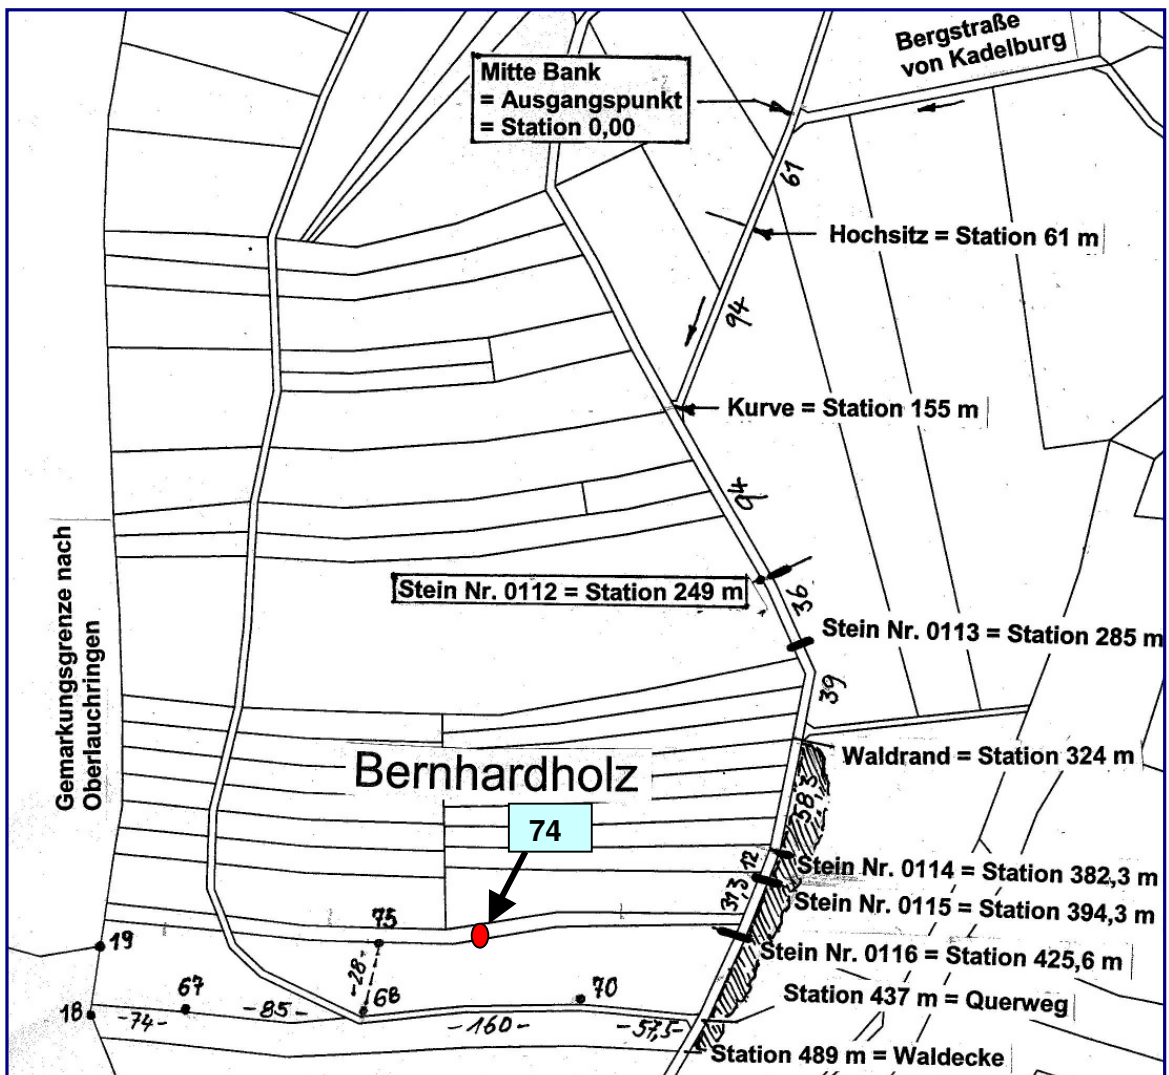 Bergstraße
von Kadelburg
Mitte Bank
= Ausgangspunkt
= Station 0,00
61
Hochsitz = Station 61 m
94
Kurve = Station 155 m
94
Stein Nr. 0112 = Station 249 m
36
Stein Nr. 0113 = Station 285 m
39
Gemarkungsgrenze nach
Oberlauchringen
Waldrand = Station 324 m
Bernhardholz
58,3
74
12
Stein Nr. 0114 = Station 382,3 m
31,3
Stein Nr. 0115 = Station 394,3 m
75
19
Stein Nr. 0116 = Station 425,6 m
-28-
67
68
70
Station 437 m = Querweg
18
-74-
-85-
-160-
-57,5-
Station 489 m = Waldecke